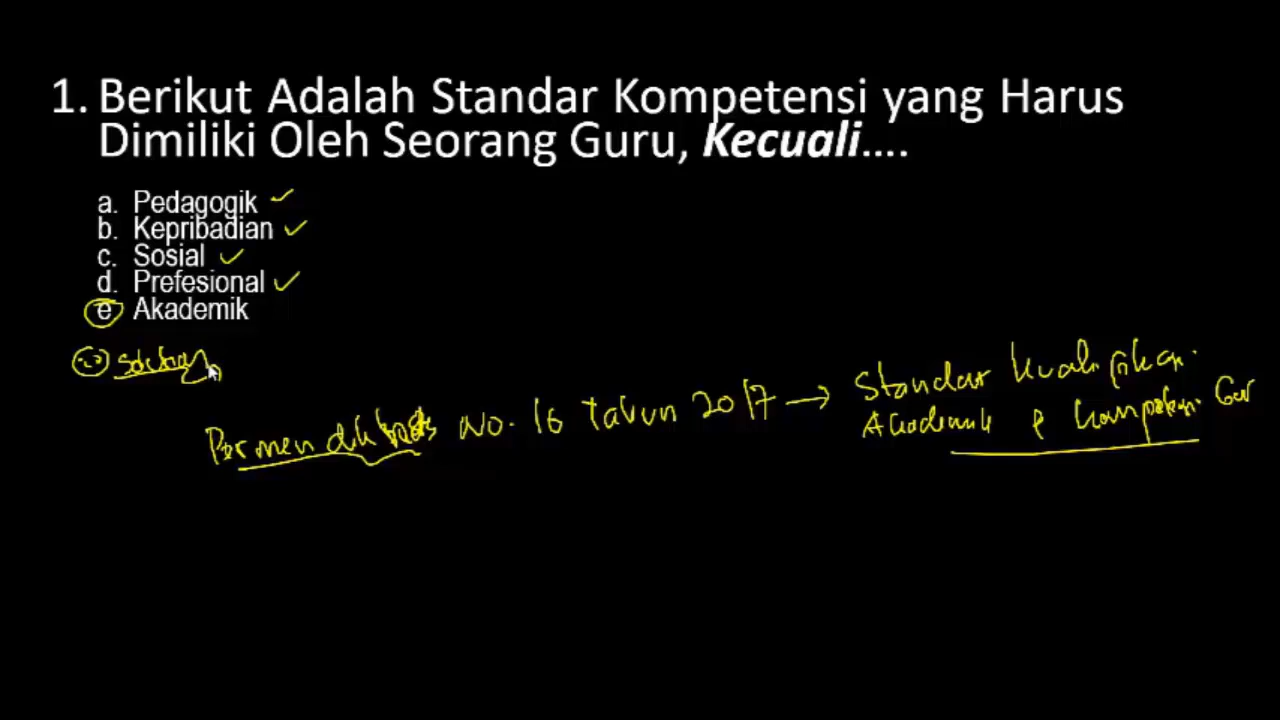 1. Berikut Adalah Standar Kompetensi yang Harus
Dimiliki Oleh Seorang Guru, Kecuali....
a. Pedagogik
b. Kepribadian
c. Sosial
d. Prefesional
e. Akademik
Permendikbud No. 16 Tahun 2017 → Standar
Akademik & Kompetensi